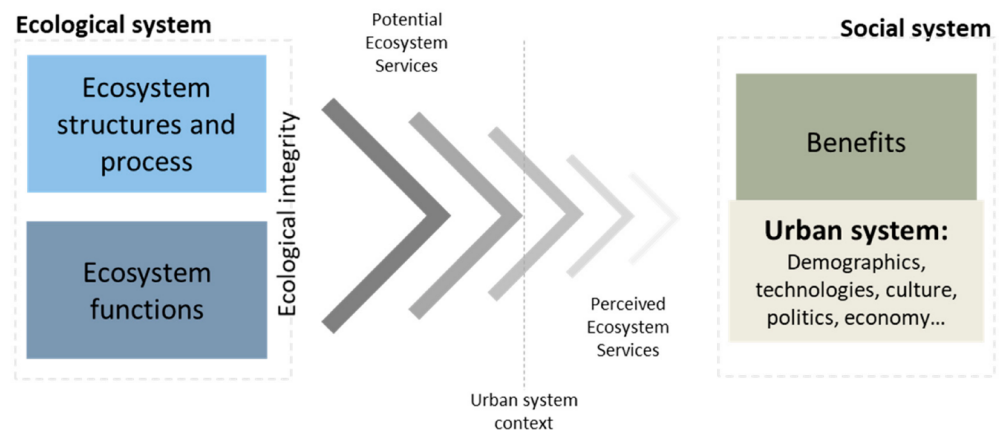 Ecological system
Ecosystem
structures and
process
Ecosystem
functions
Ecological integrity
Potential
Ecosystem
Services
Perceived
Ecosystem
Services
Urban system
context
Social system
Benefits
Urban system:
Demographics,
technologies, culture,
politics, economy...